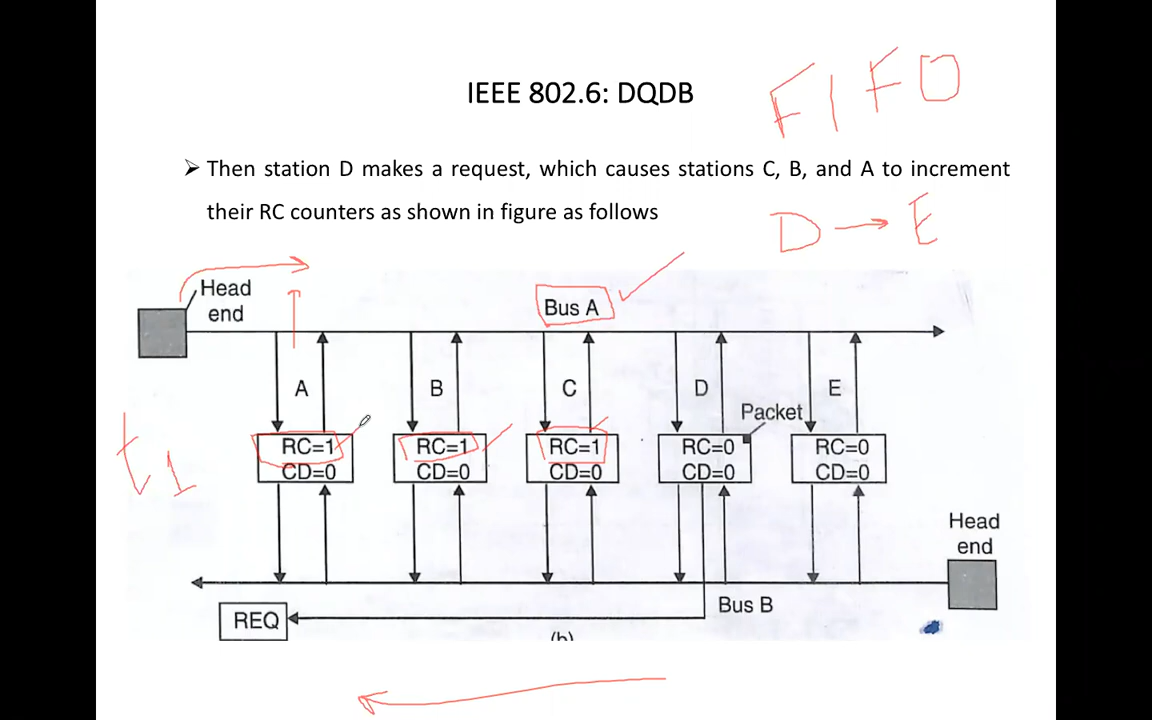 IEEE 802.6: DQDB
FIFO
➢ Then station D makes a request, which causes stations C, B, and A to increment
their RC counters as shown in figure as follows
D → E
Head
end
Bus A
A
B
C
D
E
Packet
t1
RC=1
CD=0
RC=1
CD=0
RC=1
CD=0
RC=0
CD=0
RC=0
CD=0
Head
end
Bus B
REQ
(b)